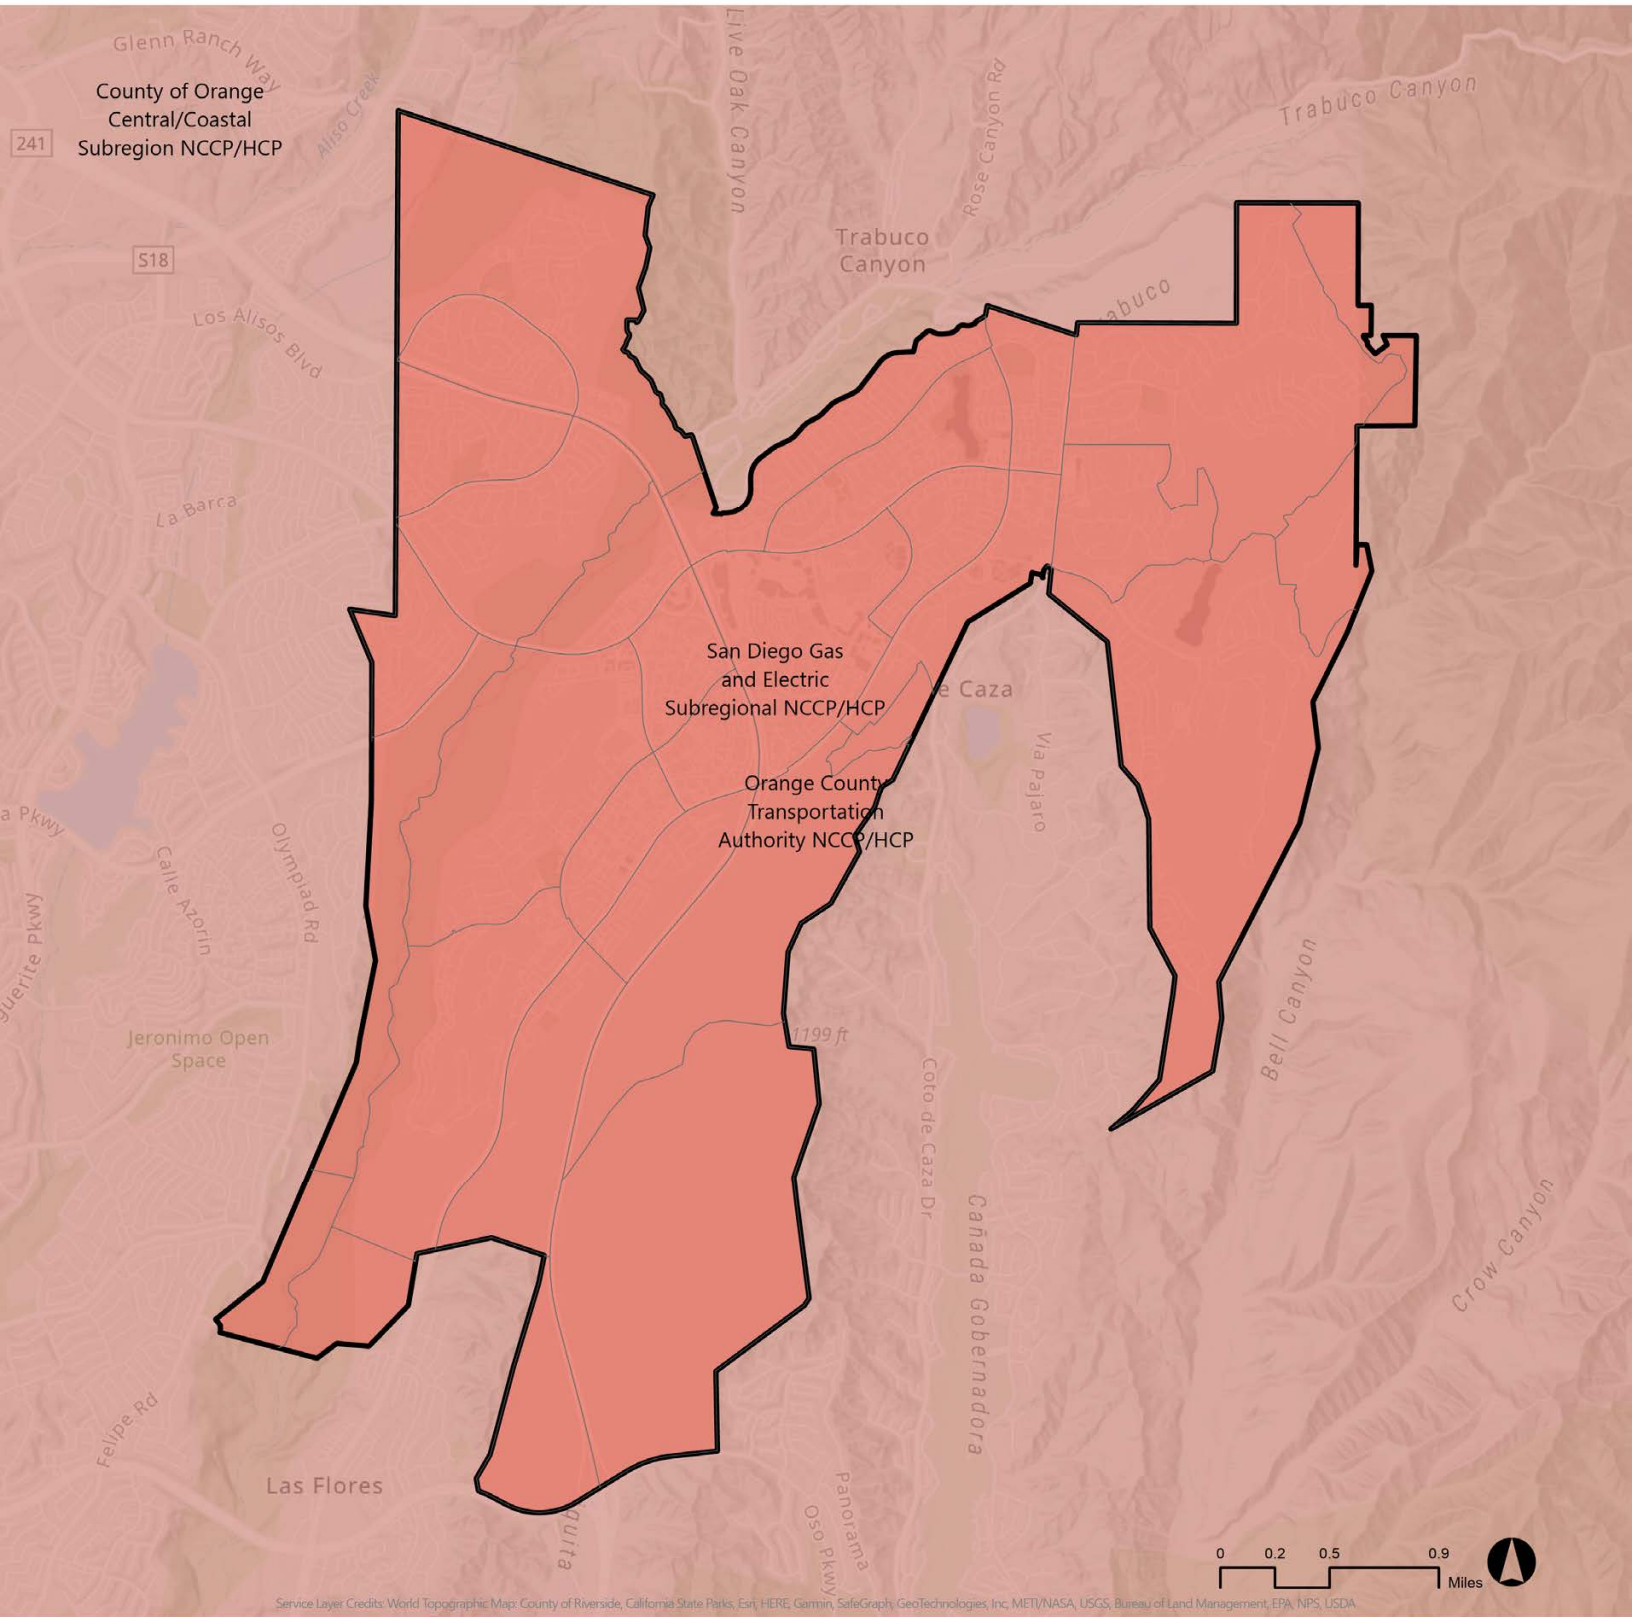 Glenn Ranch Way
County of Orange
Central/Coastal
Subregion NCCP/HCP
241
Aliso Creek
Live Oak Canyon
Rose Canyon Rd
Trabuco Canyon
S18
Trabuco
Canyon
abuco
Los Alisos Blvd
La Barca
San Diego Gas
and Electric
Subregional NCCP/HCP
e Caza
Via Pajaro
Orange County
Transportation
Authority NCCP/HCP
a Pkwy
Olympiad Rd
Calle Azorin
guerite Pkwy
Jeronimo Open
Space
1199 ft
Bell Canyon
Coto de Caza Dr
Cañada Gobernadora
Crow Canyon
Felipe Rd
Las Flores
quita
Panorama
Oso Pkwy
0 0.2 0.5 0.9
Miles
Service Layer Credits: World Topographic Map: County of Riverside, California State Parks, Esri, HERE, Garmin, SafeGraph, GeoTechnologies, Inc, METI/NASA, USGS, Bureau of Land Management, EPA, NPS, USDA